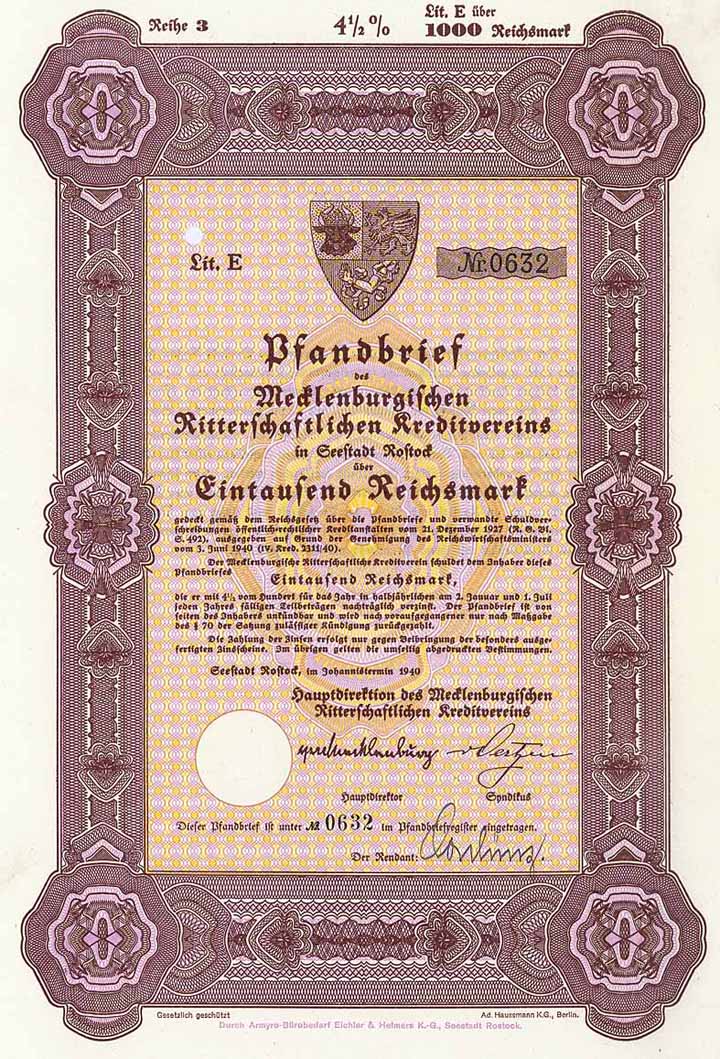 Reihe 3
4½%
Lit. E über
1000 Reichsmark
Lit. E
Nr. 0632
Pfandbrief
des
Mecklenburgischen
Ritterschaftlichen Kreditvereins
in Seestadt Rostock
über
Eintausend Reichsmark
gedeckt gemäß dem Reichsgesetz über die Pfandbriefe und verwandte Schuldver-
schreibungen öffentlich-rechtlicher Kreditanstalten vom 21. Dezember 1927 (R. G. Bl.
S. 492), ausgegeben auf Grund der Genehmigung des Reichswirtschaftsministers
vom 3. Juni 1940 (IV. Kred. 2311/40).
Der Mecklenburgische Ritterschaftliche Kreditverein schuldet dem Inhaber dieses
Pfandbriefes
Eintausend Reichsmark,
die er mit 4½ vom Hundert für das Jahr in halbjährlichen am 2. Januar und 1. Juli
jeden Jahres fälligen Teilbeträgen nachträglich verzinst. Der Pfandbrief ist von
seiten des Inhabers unkündbar und wird nach voraufgegangener nur nach Maßgabe
des § 70 der Satzung zulässiger Kündigung zurückgezahlt.
Die Zahlung der Zinsen erfolgt nur gegen Beibringung der besonders ausge-
fertigten Zinsscheine. Im übrigen gelten die umseitig abgedruckten Bestimmungen.
Seestadt Rostock, im Johannistermin 1940
Hauptdirektion des Mecklenburgischen
Ritterschaftlichen Kreditvereins
v Oertzen
Hauptdirektor
Syndikus
Dieser Pfandbrief ist unter № 0632 im Pfandbriefregister eingetragen.
Der Rendant:
Gesetzlich geschützt
Ad. Haussmann K.G., Berlin.
Durch Armyro-Bürobedarf Eichler & Helmers K.-G., Seestadt Rostock.